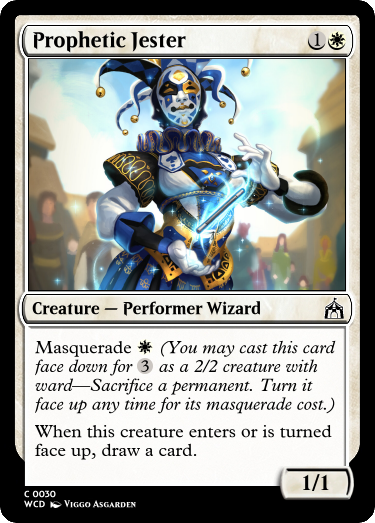 Prophetic Jester 1
Creature — Performer Wizard
Masquerade (You may cast this card
face down for 3 as a 2/2 creature with
ward—Sacrifice a permanent. Turn it
face up any time for its masquerade cost.)
When this creature enters or is turned
face up, draw a card.
1/1
C 0030
WCD Viggo Asgarden